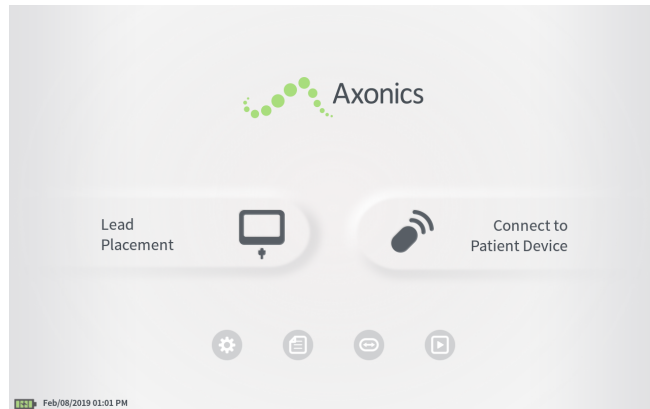 Axonics
Lead
Placement
Connect to
Patient Device
Feb/08/2019 01:01 PM